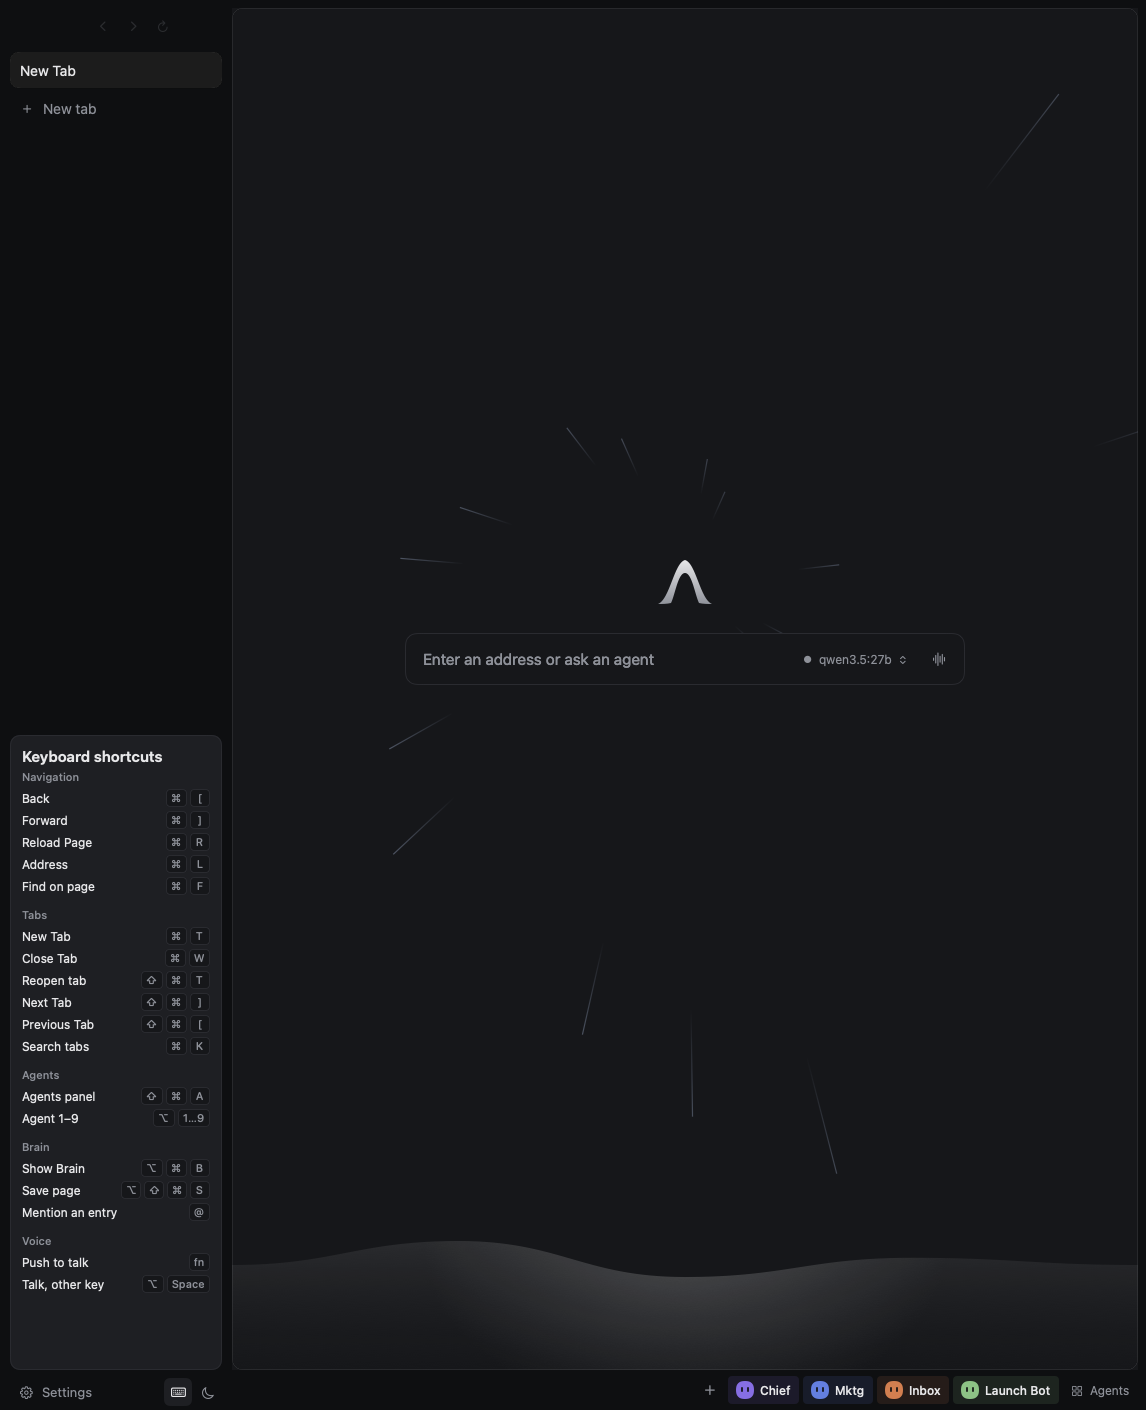 New Tab
+ New tab
Enter an address or ask an agent
qwen3.5:27b
Keyboard shortcuts
Navigation
Back ⌘ [
Forward ⌘ ]
Reload Page ⌘ R
Address ⌘ L
Find on page ⌘ F
Tabs
New Tab ⌘ T
Close Tab ⌘ W
Reopen tab ⇧ ⌘ T
Next Tab ⇧ ⌘ ]
Previous Tab ⇧ ⌘ [
Search tabs ⌘ K
Agents
Agents panel ⇧ ⌘ A
Agent 1–9 ⌥ 1...9
Brain
Show Brain ⌥ ⌘ B
Save page ⌥ ⇧ ⌘ S
Mention an entry @
Voice
Push to talk fn
Talk, other key ⌥ Space
Settings
+ Chief Mktg Inbox Launch Bot Agents